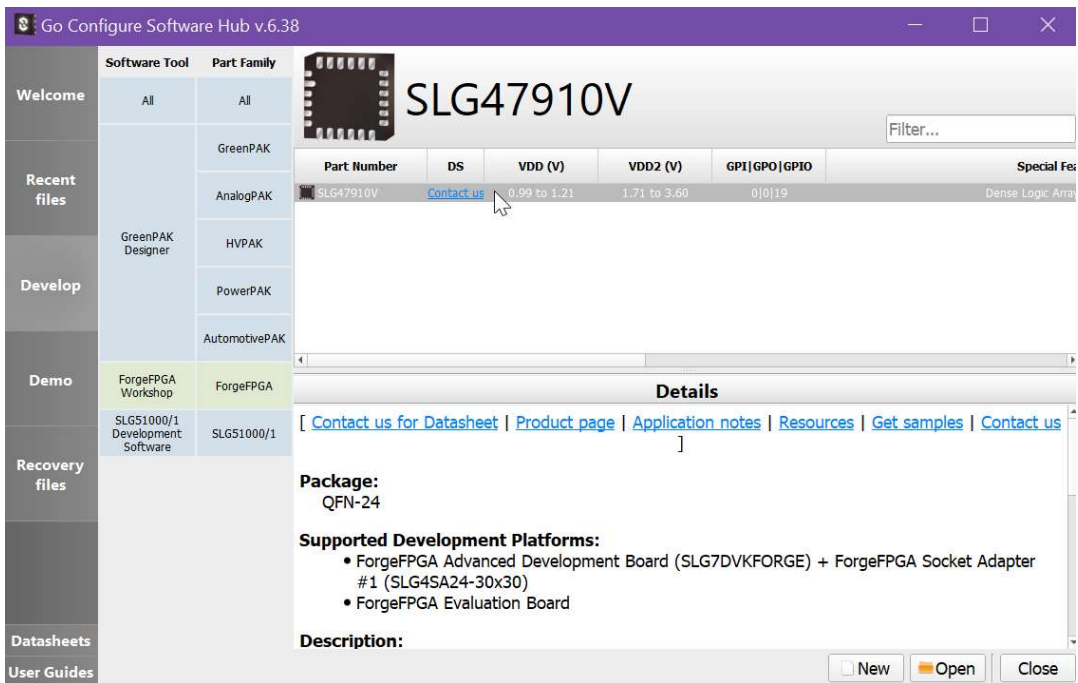 Go Configure Software Hub v.6.38
Welcome
Recent
files
Develop
Demo
Recovery
files
Datasheets
User Guides
Software Tool Part Family
All All
GreenPAK
Designer
GreenPAK
AnalogPAK
HVPAK
PowerPAK
AutomotivePAK
ForgeFPGA
Workshop
ForgeFPGA
SLG51000/1
Development
Software
SLG51000/1
SLG47910V
Filter...
Part Number DS VDD (V) VDD2 (V) GPI|GPO|GPIO Special Fea
SLG47910V Contact us 0.99 to 1.21 1.71 to 3.60 0|0|19 Dense Logic Array
Details
[ Contact us for Datasheet | Product page | Application notes | Resources | Get samples | Contact us
]
Package:
QFN-24
Supported Development Platforms:
• ForgeFPGA Advanced Development Board (SLG7DVKFORGE) + ForgeFPGA Socket Adapter
#1 (SLG4SA24-30x30)
• ForgeFPGA Evaluation Board
Description:
New Open Close